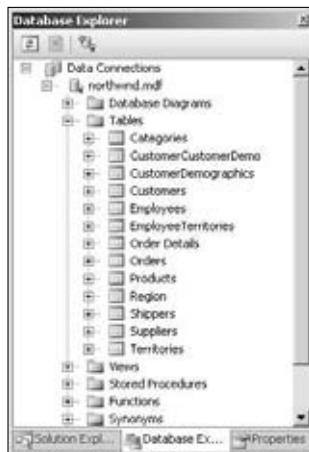 Database Explorer
Data Connections
northwnd.mdf
Database Diagrams
Tables
Categories
CustomerCustomerDemo
CustomerDemographics
Customers
Employees
EmployeeTerritories
Order Details
Orders
Products
Region
Shippers
Suppliers
Territories
Views
Stored Procedures
Functions
Synonyms
Solution Expl... Database Ex... Properties